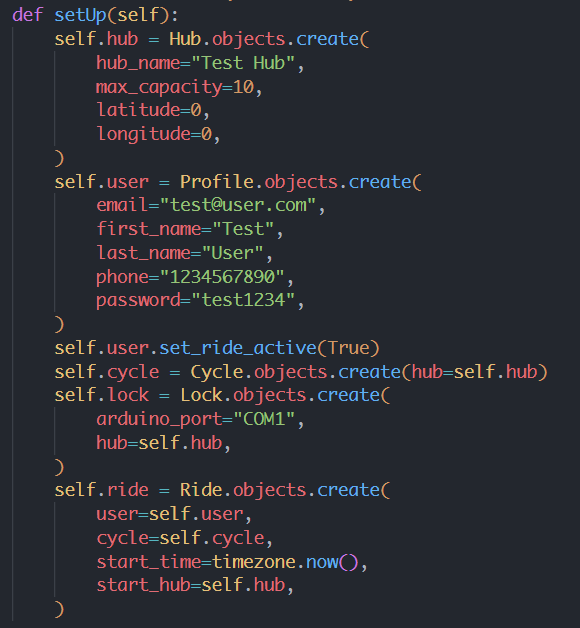 def setUp(self):
    self.hub = Hub.objects.create(
        hub_name="Test Hub",
        max_capacity=10,
        latitude=0,
        longitude=0,
    )
    self.user = Profile.objects.create(
        email="test@user.com",
        first_name="Test",
        last_name="User",
        phone="1234567890",
        password="test1234",
    )
    self.user.set_ride_active(True)
    self.cycle = Cycle.objects.create(hub=self.hub)
    self.lock = Lock.objects.create(
        arduino_port="COM1",
        hub=self.hub,
    )
    self.ride = Ride.objects.create(
        user=self.user,
        cycle=self.cycle,
        start_time=timezone.now(),
        start_hub=self.hub,
    )